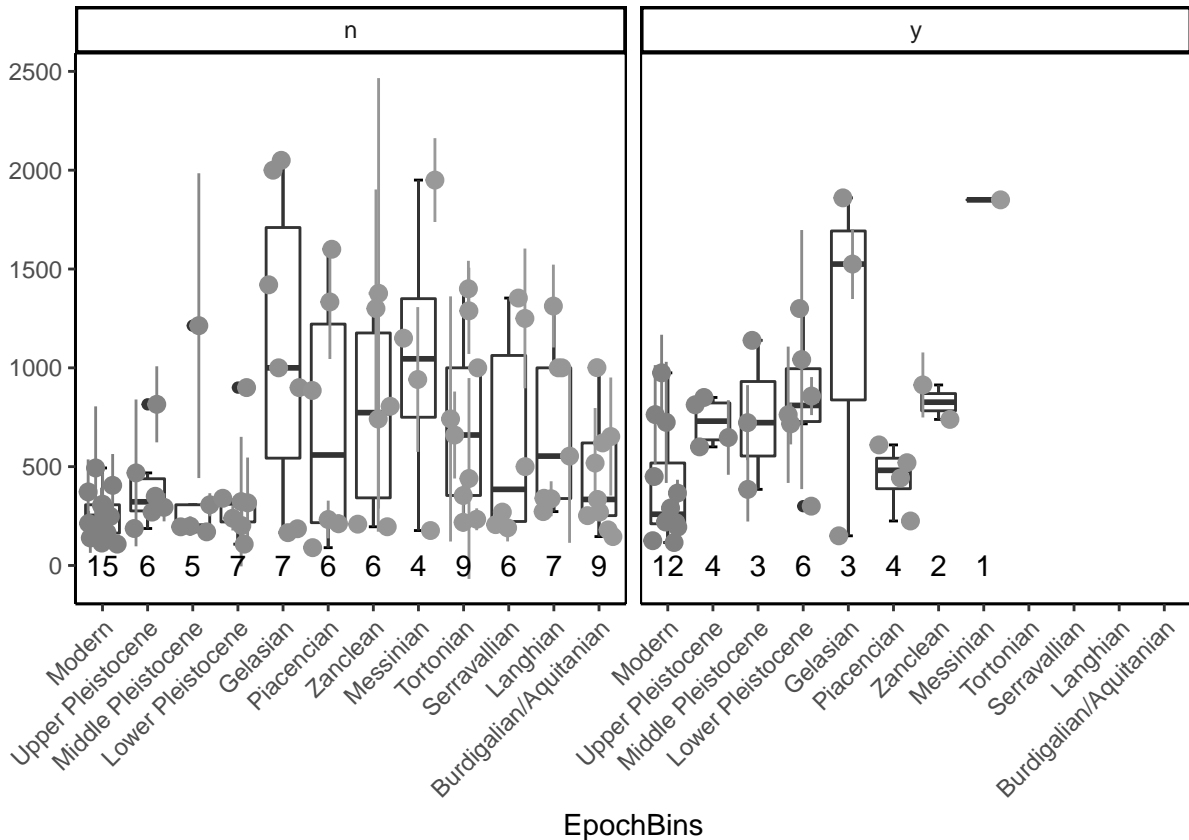 n
y
2500
2000
1500
1000
500
0
15 6 5 7 7 6 6 4 9 6 7 9
12 4 3 6 3 4 2 1
Modern
Upper Pleistocene
Middle Pleistocene
Lower Pleistocene
Gelasian
Piacencian
Zanclean
Messinian
Tortonian
Serravallian
Langhian
Burdigalian/Aquitanian
Modern
Upper Pleistocene
Middle Pleistocene
Lower Pleistocene
Gelasian
Piacencian
Zanclean
Messinian
Tortonian
Serravallian
Langhian
Burdigalian/Aquitanian
EpochBins